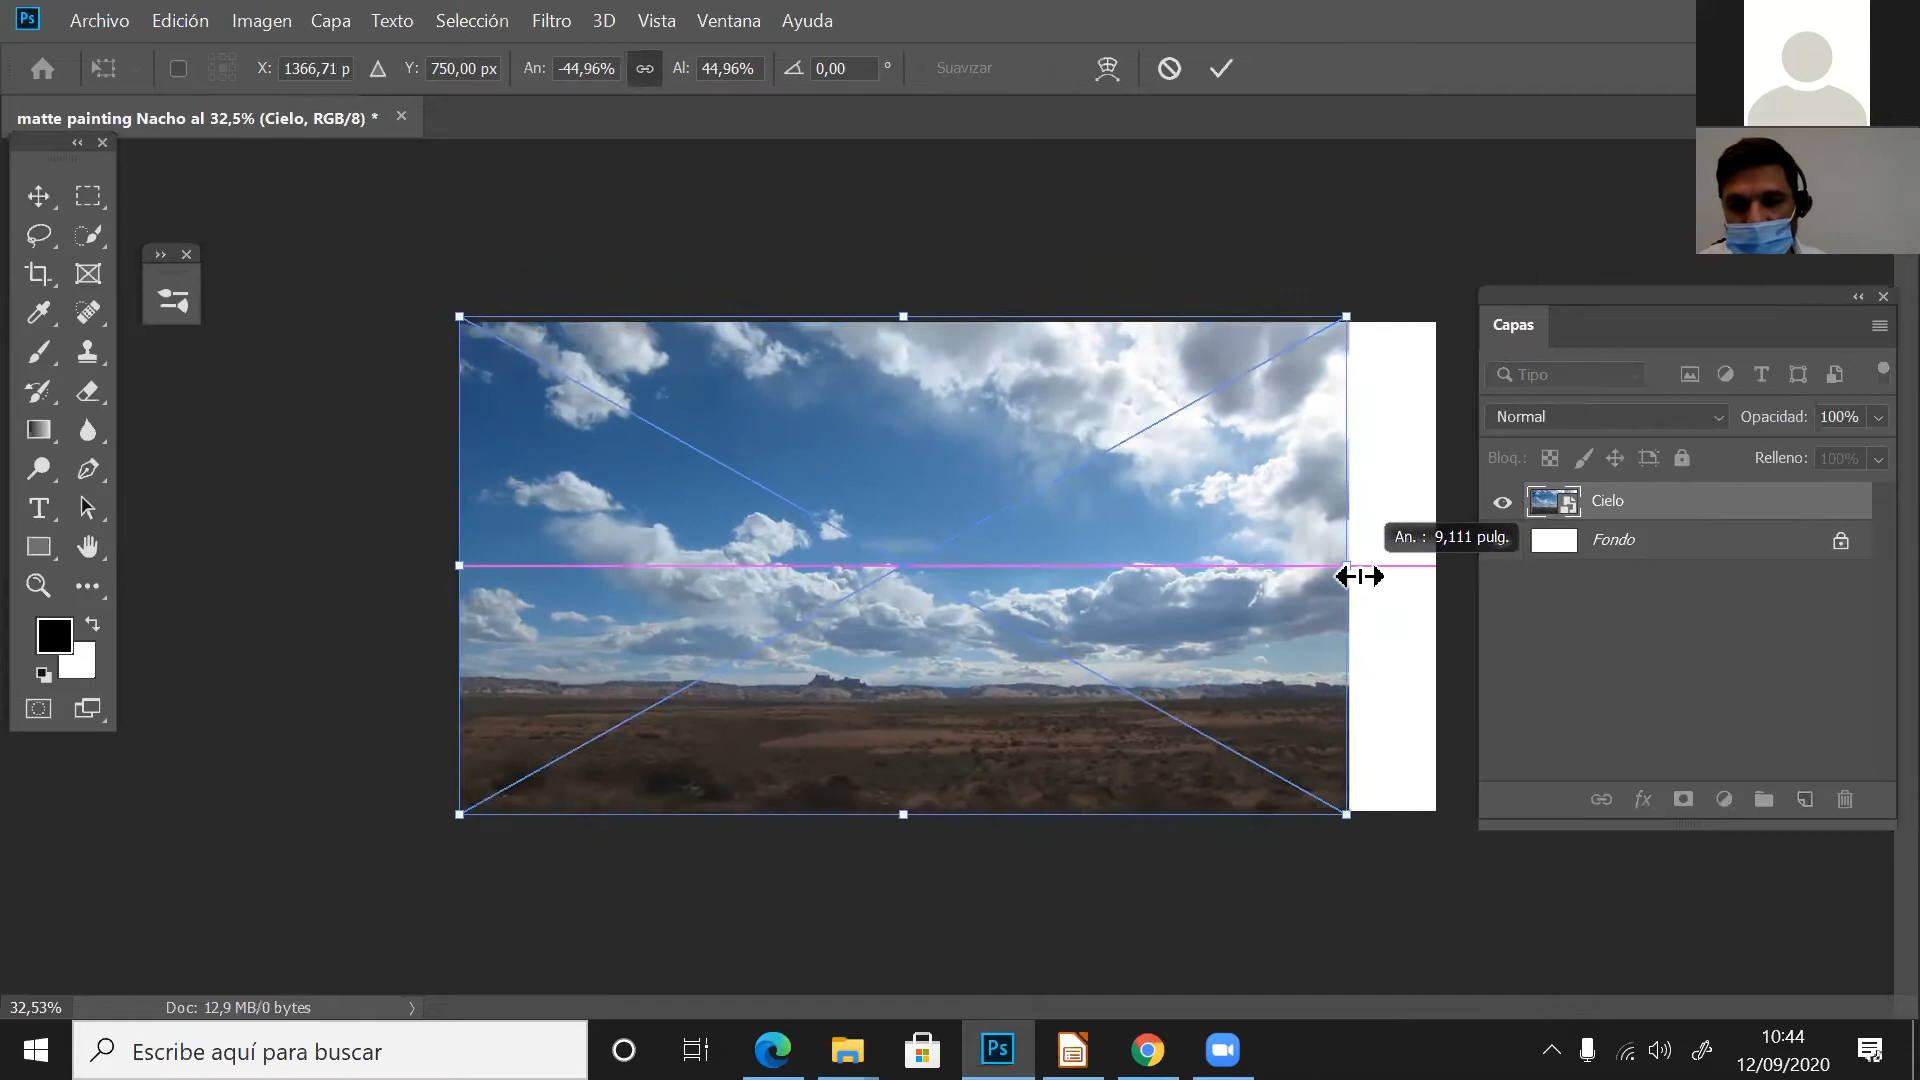 Ps Archivo Edición Imagen Capa Texto Selección Filtro 3D Vista Ventana Ayuda
X: 1366,71 p Y: 750,00 px An: -44,96% Al: 44,96% 0,00 ° Suavizar
matte painting Nacho al 32,5% (Cielo, RGB/8) *
Capas
Tipo
Normal Opacidad: 100%
Bloq.: Relleno: 100%
Cielo
An. : 9,111 pulg.
Fondo
fx
32,53% Doc: 12,9 MB/0 bytes
Escribe aquí para buscar
Ps
10:44
12/09/2020